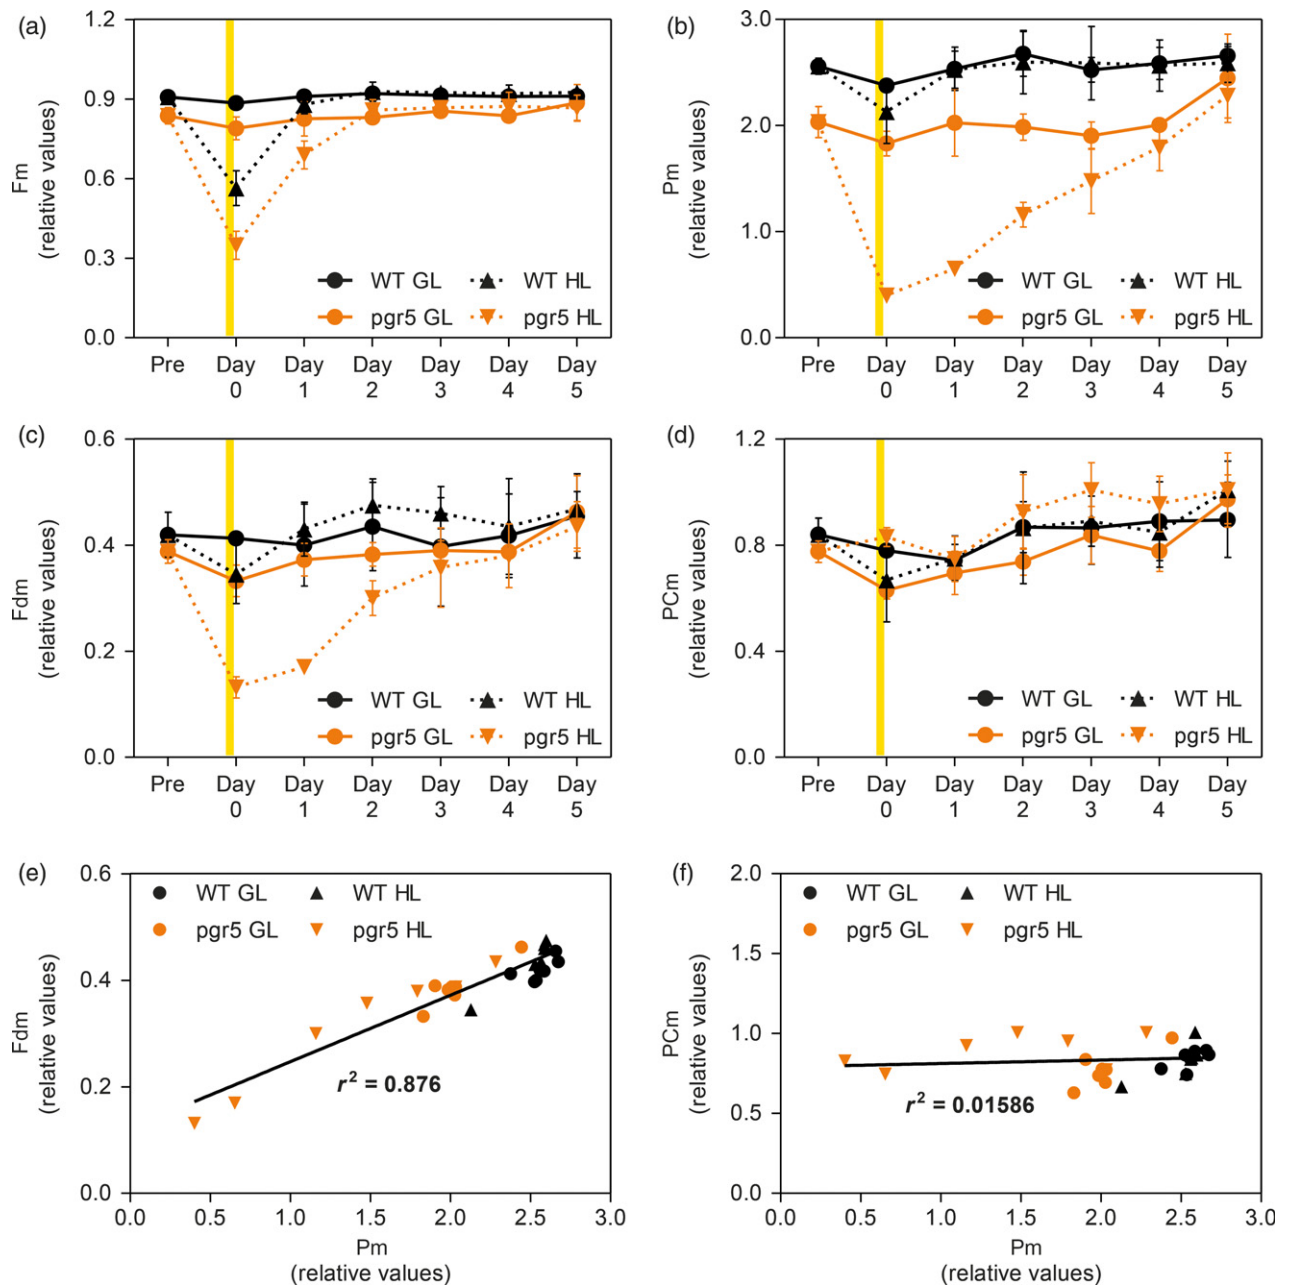 (a)
1.2
0.9
0.6
0.3
0.0
Fm
(relative values)
WT GL
WT HL
pgr5 GL
pgr5 HL
Pre Day Day Day Day Day Day
0 1 2 3 4 5
(b)
3.0
2.0
1.0
0.0
Pm
(relative values)
WT GL
WT HL
pgr5 GL
pgr5 HL
Pre Day Day Day Day Day Day
0 1 2 3 4 5
(c)
0.6
0.4
0.2
0.0
Fdm
(relative values)
WT GL
WT HL
pgr5 GL
pgr5 HL
Pre Day Day Day Day Day Day
0 1 2 3 4 5
(d)
1.2
0.8
0.4
0.0
PCm
(relative values)
WT GL
WT HL
pgr5 GL
pgr5 HL
Pre Day Day Day Day Day Day
0 1 2 3 4 5
(e)
0.6
0.4
0.2
0.0
Fdm
(relative values)
WT GL
WT HL
pgr5 GL
pgr5 HL
r² = 0.876
0.0 0.5 1.0 1.5 2.0 2.5 3.0
Pm
(relative values)
(f)
2.0
1.5
1.0
0.5
0.0
PCm
(relative values)
WT GL
WT HL
pgr5 GL
pgr5 HL
r² = 0.01586
0.0 0.5 1.0 1.5 2.0 2.5 3.0
Pm
(relative values)